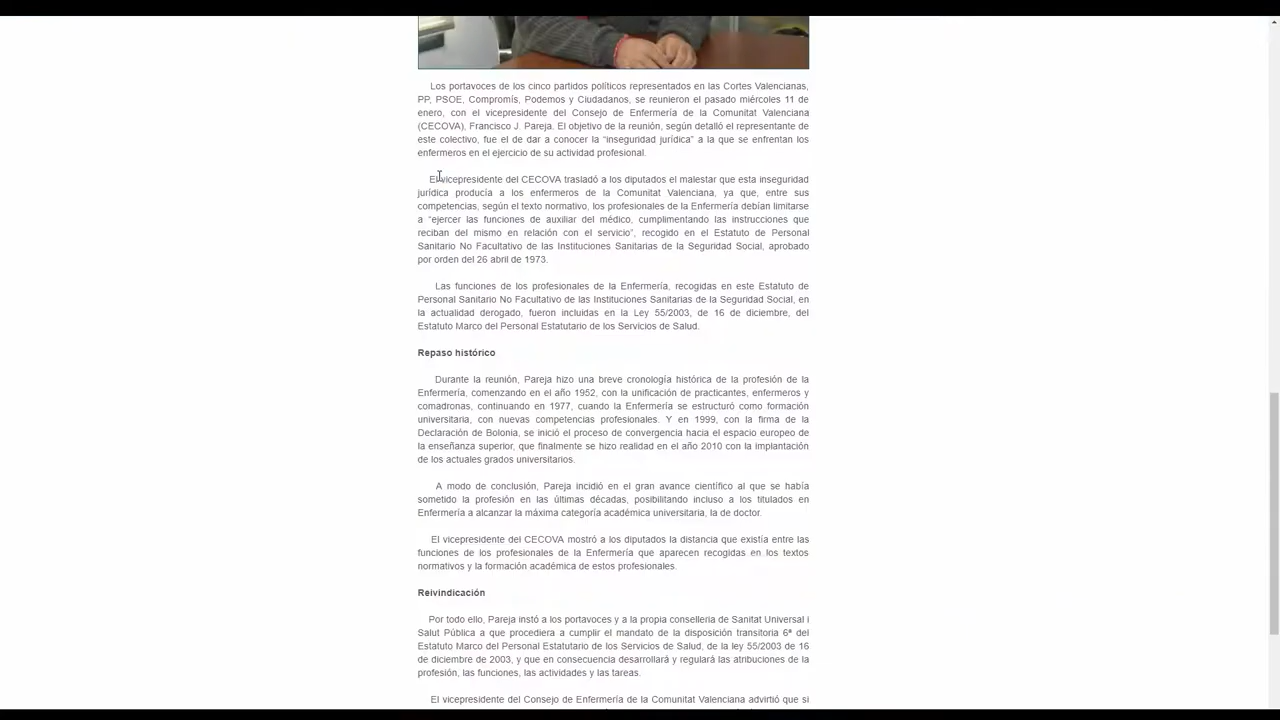 Los portavoces de los cinco partidos políticos representados en las Cortes Valencianas,
PP, PSOE, Compromís, Podemos y Ciudadanos, se reunieron el pasado miércoles 11 de
enero, con el vicepresidente del Consejo de Enfermería de la Comunitat Valenciana
(CECOVA), Francisco J. Pareja. El objetivo de la reunión, según detalló el representante de
este colectivo, fue el de dar a conocer la “inseguridad jurídica” a la que se enfrentan los
enfermeros en el ejercicio de su actividad profesional.
El vicepresidente del CECOVA trasladó a los diputados el malestar que esta inseguridad
jurídica producía a los enfermeros de la Comunitat Valenciana, ya que, entre sus
competencias, según el texto normativo, los profesionales de la Enfermería debían limitarse
a “ejercer las funciones de auxiliar del médico, cumplimentando las instrucciones que
reciban del mismo en relación con el servicio”, recogido en el Estatuto de Personal
Sanitario No Facultativo de las Instituciones Sanitarias de la Seguridad Social, aprobado
por orden del 26 abril de 1973.
Las funciones de los profesionales de la Enfermería, recogidas en este Estatuto de
Personal Sanitario No Facultativo de las Instituciones Sanitarias de la Seguridad Social, en
la actualidad derogado, fueron incluidas en la Ley 55/2003, de 16 de diciembre, del
Estatuto Marco del Personal Estatutario de los Servicios de Salud.
Repaso histórico
Durante la reunión, Pareja hizo una breve cronología histórica de la profesión de la
Enfermería, comenzando en el año 1952, con la unificación de practicantes, enfermeros y
comadronas, continuando en 1977, cuando la Enfermería se estructuró como formación
universitaria, con nuevas competencias profesionales. Y en 1999, con la firma de la
Declaración de Bolonia, se inició el proceso de convergencia hacia el espacio europeo de
la enseñanza superior, que finalmente se hizo realidad en el año 2010 con la implantación
de los actuales grados universitarios.
A modo de conclusión, Pareja incidió en el gran avance científico al que se había
sometido la profesión en las últimas décadas, posibilitando incluso a los titulados en
Enfermería a alcanzar la máxima categoría académica universitaria, la de doctor.
El vicepresidente del CECOVA mostró a los diputados la distancia que existía entre las
funciones de los profesionales de la Enfermería que aparecen recogidas en los textos
normativos y la formación académica de estos profesionales.
Reivindicación
Por todo ello, Pareja instó a los portavoces y a la propia conselleria de Sanitat Universal i
Salut Pública a que procediera a cumplir el mandato de la disposición transitoria 6ª del
Estatuto Marco del Personal Estatutario de los Servicios de Salud, de la ley 55/2003 de 16
de diciembre de 2003, y que en consecuencia desarrollará y regulará las atribuciones de la
profesión, las funciones, las actividades y las tareas.
El vicepresidente del Consejo de Enfermería de la Comunitat Valenciana advirtió que si